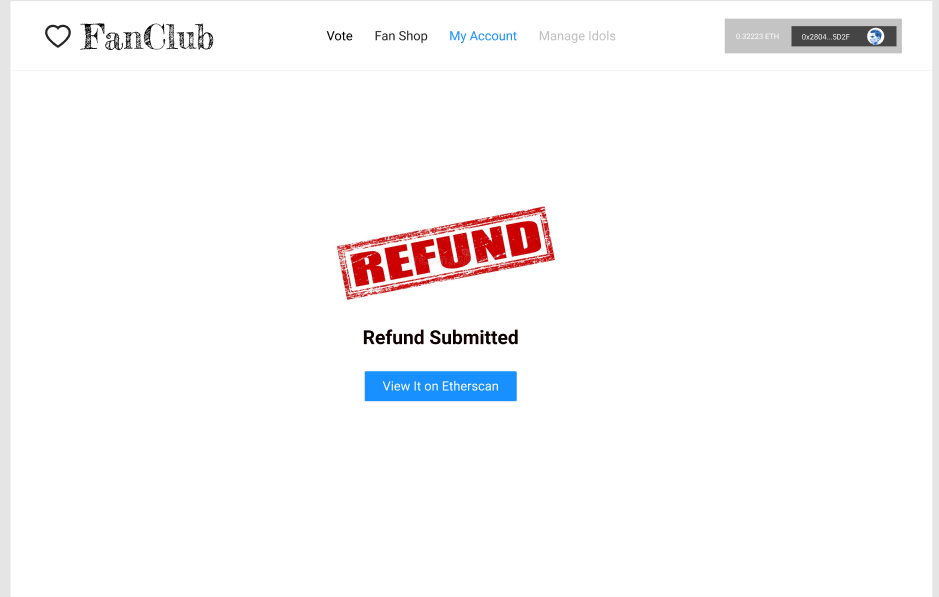 FanClub
Vote Fan Shop My Account Manage Idols
0.32223 ETH 0x2804...5D2F
REFUND
Refund Submitted
View It on Etherscan